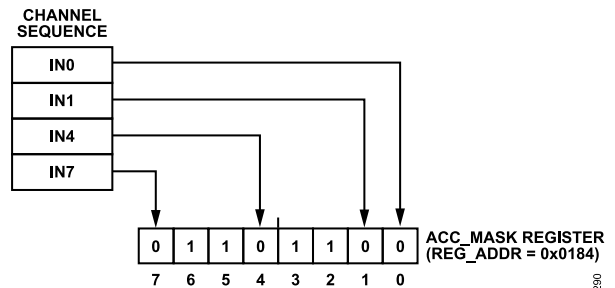 CHANNEL
SEQUENCE
IN0
IN1
IN4
IN7
0 1 1 0 1 1 0 0
ACC_MASK REGISTER
(REG_ADDR = 0x0184)
7 6 5 4 3 2 1 0
290